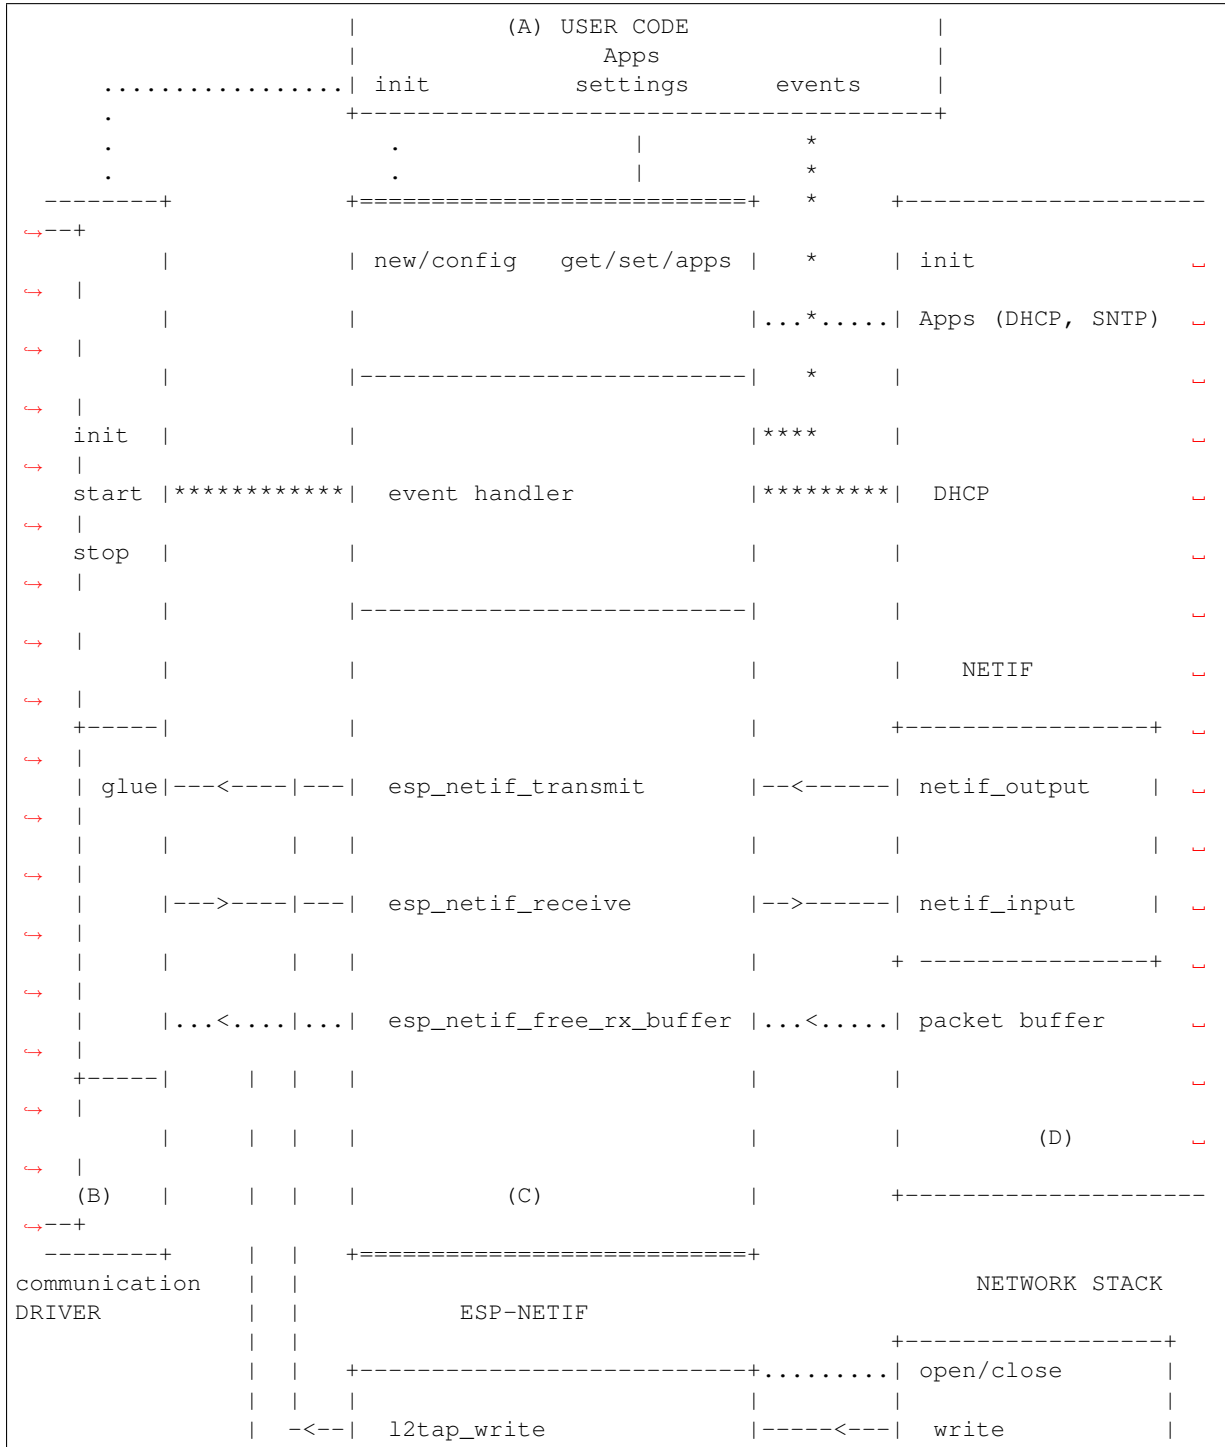 |          (A) USER CODE                 |
                       |                 Apps                   |
      .................| init          settings      events     |
      .                +----------------------------------------+
      .                   .                |           *
      .                   .                |           *
  --------+            +===========================+   *     +---------------------
↪--+
          |            | new/config   get/set/apps |   *     | init                ␣
↪  |
          |            |                           |...*.....| Apps (DHCP, SNTP)   ␣
↪  |
          |            |---------------------------|   *     |                     ␣
↪  |
    init  |            |                           |****     |                     ␣
↪  |
    start |************|  event handler            |*********|  DHCP               ␣
↪  |
    stop  |            |                           |         |                     ␣
↪  |
          |            |---------------------------|         |                     ␣
↪  |
          |            |                           |         |    NETIF            ␣
↪  |
    +-----|            |                           |         +-----------------+   ␣
↪  |
    | glue|---<----|---|  esp_netif_transmit       |--<------| netif_output    |   ␣
↪  |
    |     |        |   |                           |         |                 |   ␣
↪  |
    |     |--->----|---|  esp_netif_receive        |-->------| netif_input     |   ␣
↪  |
    |     |        |   |                           |         + ----------------+   ␣
↪  |
    |     |...<....|...|  esp_netif_free_rx_buffer |...<.....| packet buffer       ␣
↪  |
    +-----|     |  |   |                           |         |                     ␣
↪  |
          |     |  |   |                           |         |         (D)         ␣
↪  |
    (B)   |     |  |   |          (C)              |         +---------------------
↪--+
  --------+     |  |   +===========================+
communication   |  |                                               NETWORK STACK
DRIVER          |  |           ESP-NETIF
                |  |                                         +------------------+
                |  |   +---------------------------+.........| open/close       |
                |  |   |                           |         |                  |
                |  -<--|  l2tap_write              |-----<---|  write           |